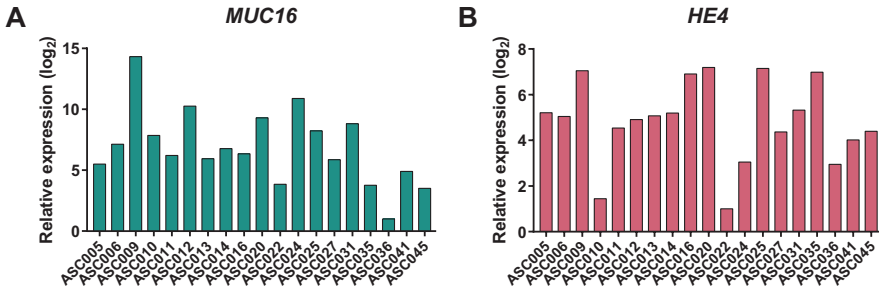 A
MUC16
Relative expression (log2)
15
10
5
0
ASC005
ASC006
ASC009
ASC010
ASC011
ASC012
ASC013
ASC014
ASC016
ASC020
ASC022
ASC024
ASC025
ASC027
ASC031
ASC035
ASC036
ASC041
ASC045
B
HE4
Relative expression (log2)
8
6
4
2
0
ASC005
ASC006
ASC009
ASC010
ASC011
ASC012
ASC013
ASC014
ASC016
ASC020
ASC022
ASC024
ASC025
ASC027
ASC031
ASC035
ASC036
ASC041
ASC045